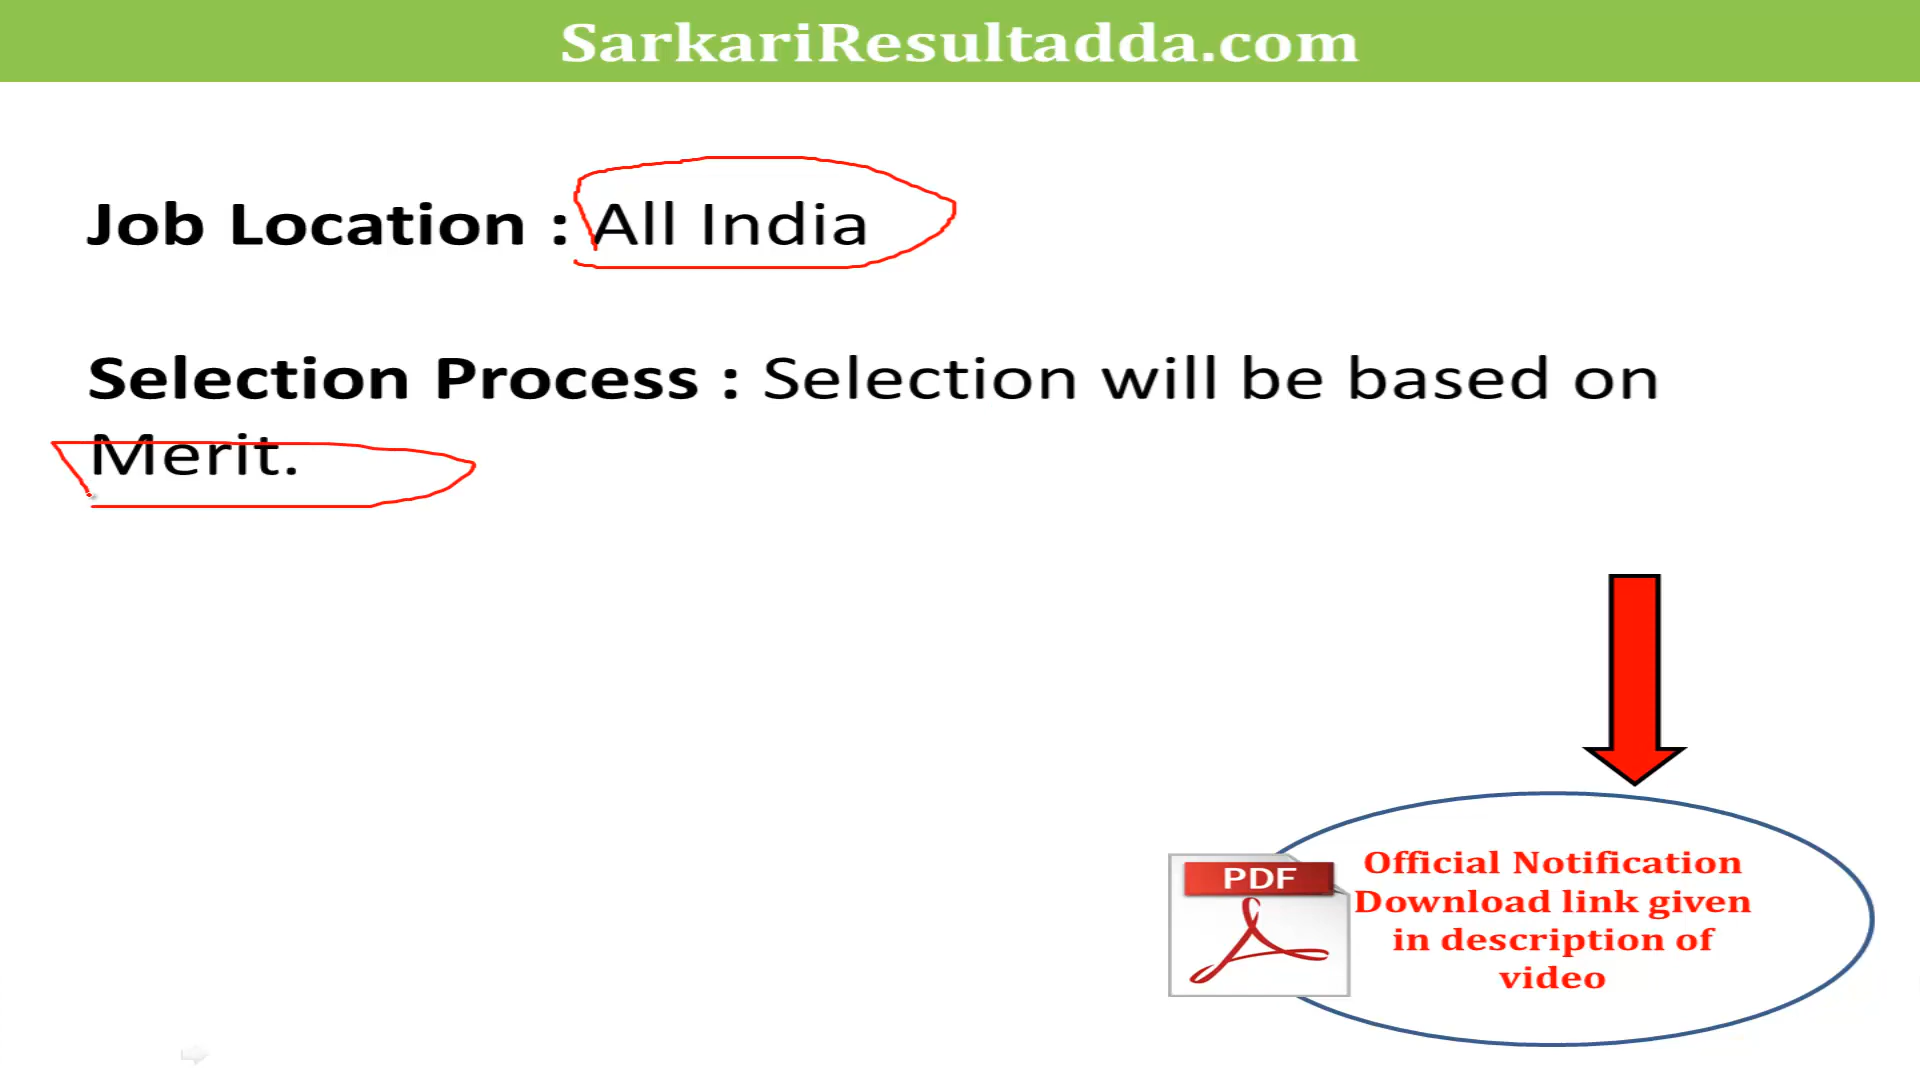 SarkariResultadda.com
Job Location : All India
Selection Process : Selection will be based on
Merit.
PDF
Official Notification
Download link given
in description of
video